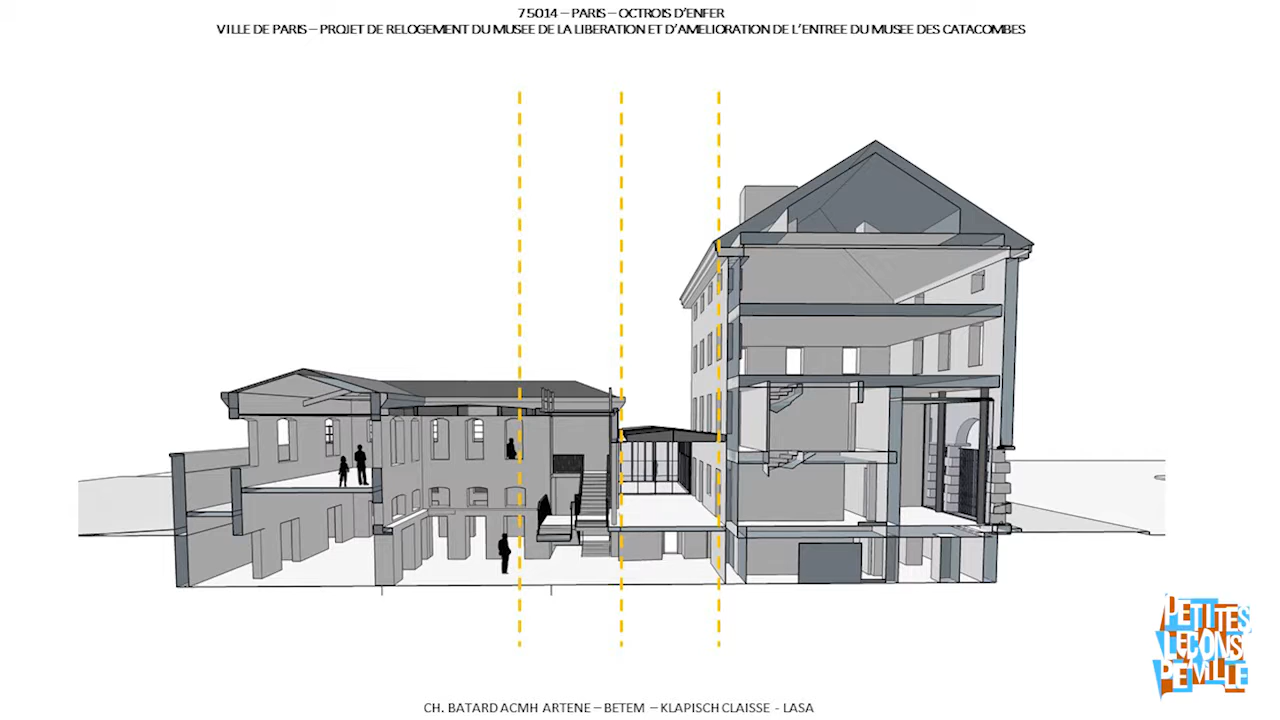 75014 – PARIS – OCTROIS D'ENFER
VILLE DE PARIS – PROJET DE RELOGEMENT DU MUSEE DE LA LIBERATION ET D'AMELIORATION DE L'ENTREE DU MUSEE DES CATACOMBES
PETITES
LEÇONS
DE VILLE
CH. BATARD ACMH ARTENE – BETEM – KLAPISCH CLAISSE - LASA